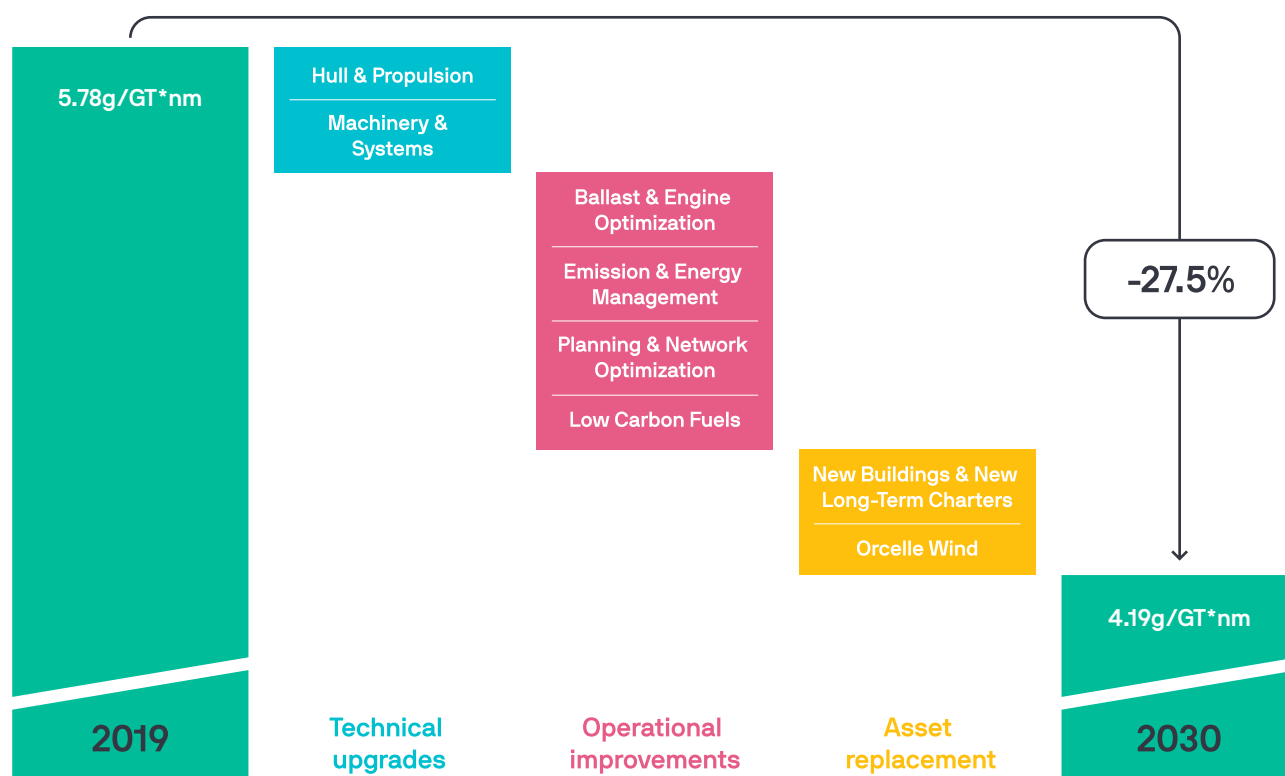 5.78g/GT*nm
Hull & Propulsion
Machinery &
Systems
Ballast & Engine
Optimization
Emission & Energy
Management
Planning & Network
Optimization
Low Carbon Fuels
New Buildings & New
Long-Term Charters
Orcelle Wind
-27.5%
4.19g/GT*nm
2019
Technical
upgrades
Operational
improvements
Asset
replacement
2030